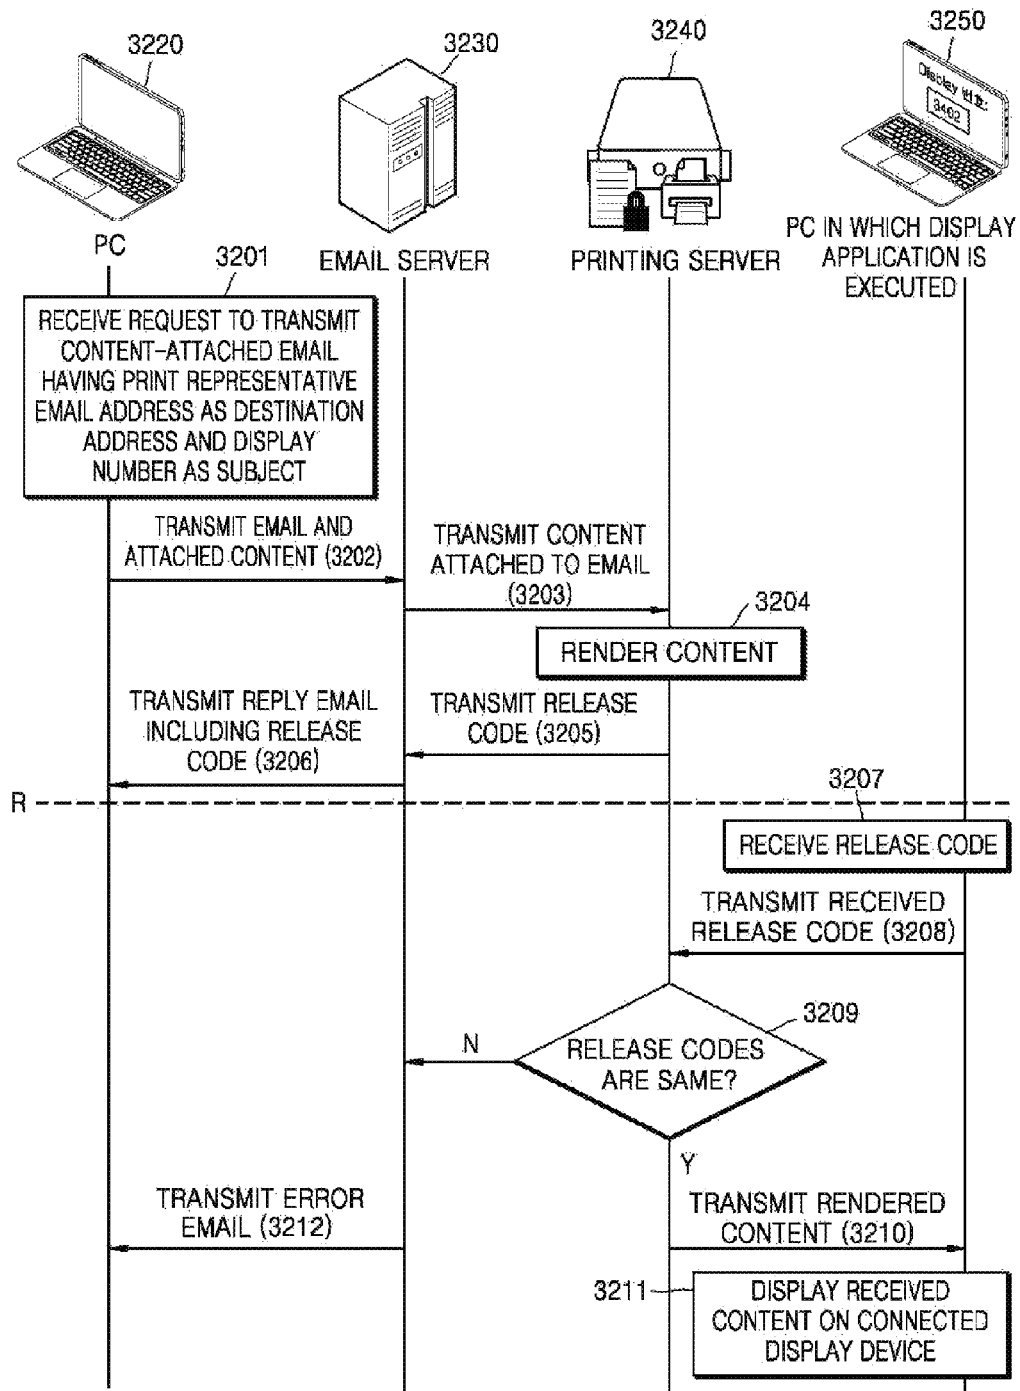 3220
3230
3240
3250
Display 번호:
3402
PC
EMAIL SERVER
PRINTING SERVER
PC IN WHICH DISPLAY
APPLICATION IS
EXECUTED
3201
RECEIVE REQUEST TO TRANSMIT
CONTENT-ATTACHED EMAIL
HAVING PRINT REPRESENTATIVE
EMAIL ADDRESS AS DESTINATION
ADDRESS AND DISPLAY
NUMBER AS SUBJECT
TRANSMIT EMAIL AND
ATTACHED CONTENT (3202)
TRANSMIT CONTENT
ATTACHED TO EMAIL
(3203)
3204
RENDER CONTENT
TRANSMIT RELEASE
CODE (3205)
TRANSMIT REPLY EMAIL
INCLUDING RELEASE
CODE (3206)
R
3207
RECEIVE RELEASE CODE
TRANSMIT RECEIVED
RELEASE CODE (3208)
3209
RELEASE CODES
ARE SAME?
N
Y
TRANSMIT ERROR
EMAIL (3212)
TRANSMIT RENDERED
CONTENT (3210)
3211
DISPLAY RECEIVED
CONTENT ON CONNECTED
DISPLAY DEVICE